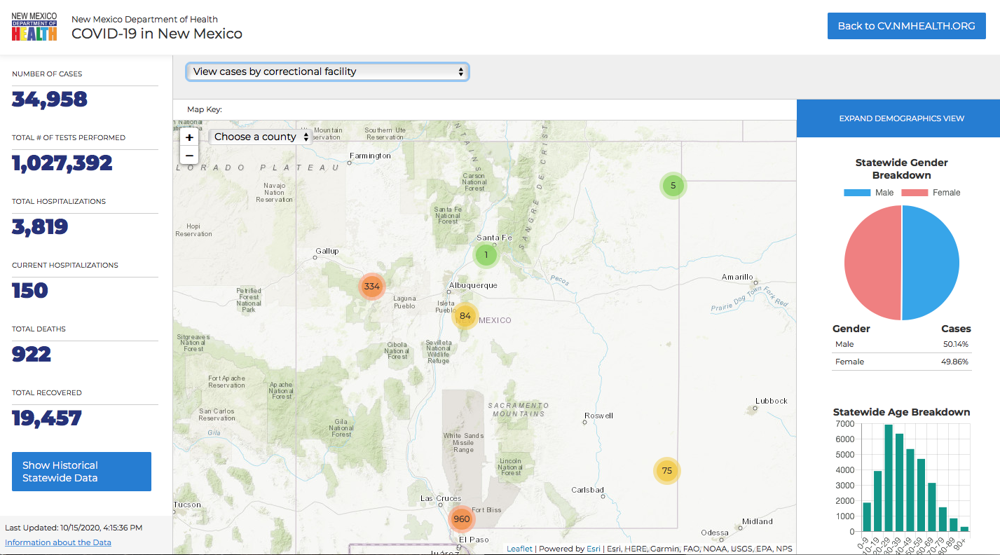 NEW MEXICO
DEPARTMENT OF
HEALTH
New Mexico Department of Health
COVID-19 in New Mexico
Back to CV.NMHEALTH.ORG
NUMBER OF CASES
34,958
TOTAL # OF TESTS PERFORMED
1,027,392
TOTAL HOSPITALIZATIONS
3,819
CURRENT HOSPITALIZATIONS
150
TOTAL DEATHS
922
TOTAL RECOVERED
19,457
Show Historical
Statewide Data
Last Updated: 10/15/2020, 4:15:36 PM
Information about the Data
View cases by correctional facility
Map Key:
+
−
Choose a county
Mountain
Southern Ute
Reservation
Farmington
PLATEAU
Navajo
Nation
Reservation
Carson
National
Forest
SANGRE DE CRIST
5
Santa Fe
National
Forest
Hopi
Reservation
Santa Fe
1
Gallup
334
Albuquerque
Pecos
Amarillo
Prairie Dog Town Fork Red
Petrified
Forest
National
Park
Laguna
Pueblo
Isleta
Pueblo
84
MEXICO
Sitgreaves
National
Forest
Cibola
National
Forest
Sevilleta
National
Wildlife
Refuge
Fort Apache
Reservation
Apache
National
Forest
San Carlos
Reservation
Gila
Gila
National
Forest
SACRAMENTO
MOUNTAINS
Roswell
Lubbock
White Sands
Missile
Range
Lincoln
National
Forest
75
Carlsbad
Las Cruces
Fort Bliss
960
El Paso
Juárez
Tucson
Midland
Odessa
Leaflet | Powered by Esri | Esri, HERE, Garmin, FAO, NOAA, USGS, EPA, NPS
EXPAND DEMOGRAPHICS VIEW
Statewide Gender
Breakdown
Male Female
Gender Cases
Male 50.14%
Female 49.86%
Statewide Age Breakdown
7000
6000
5000
4000
3000
2000
1000
0
0-9 10-19 20-29 30-39 40-49 50-59 60-69 70-79 80-89 90+